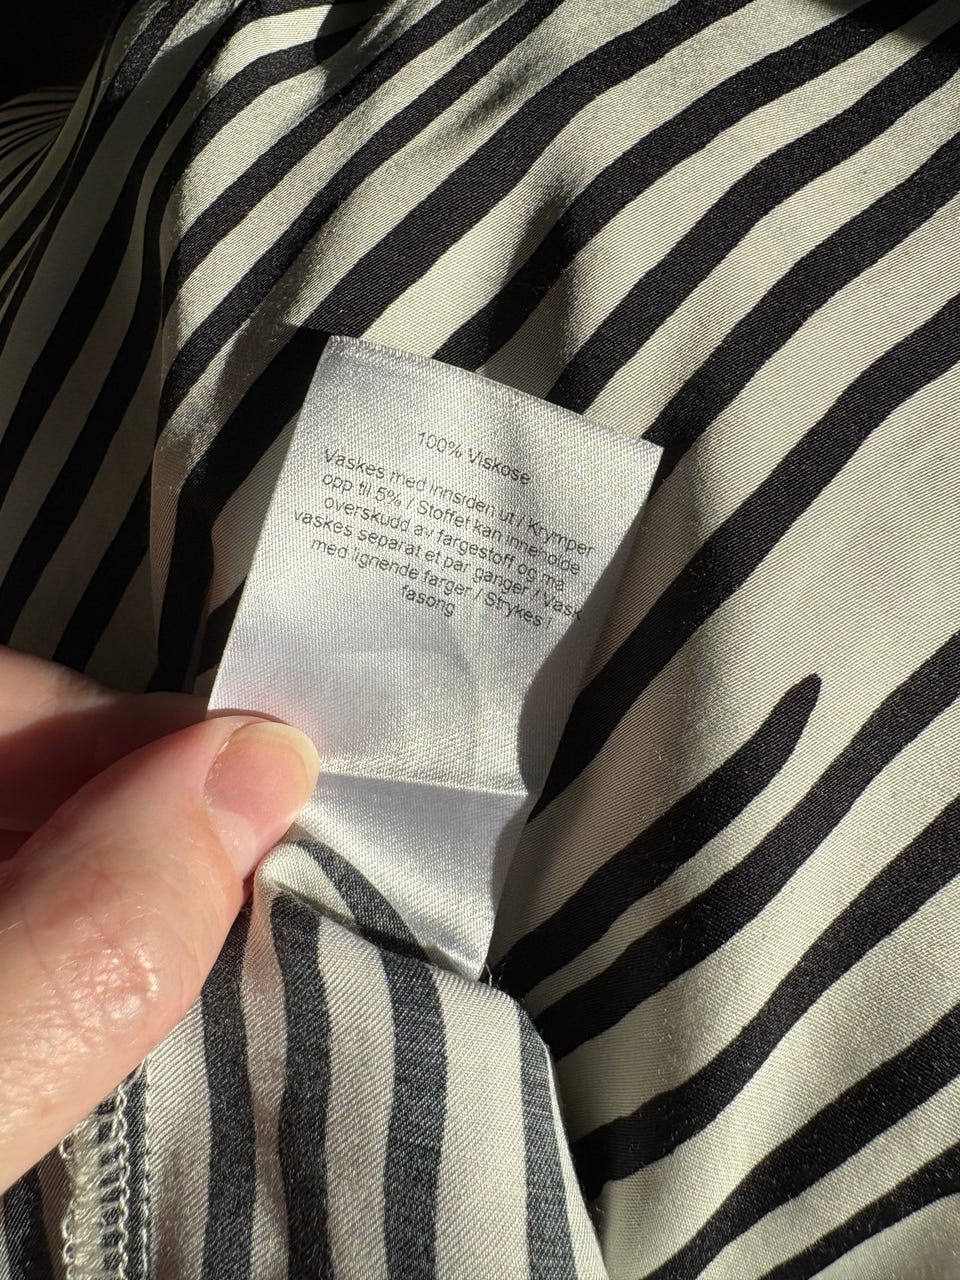 100% Viskose
Vaskes med innsiden ut / Krymper
opp til 5% / Stoffet kan inneholde
overskudd av fargestoff og må
vaskes separat et par ganger / Vask
med lignende farger / Strykes i
fasong